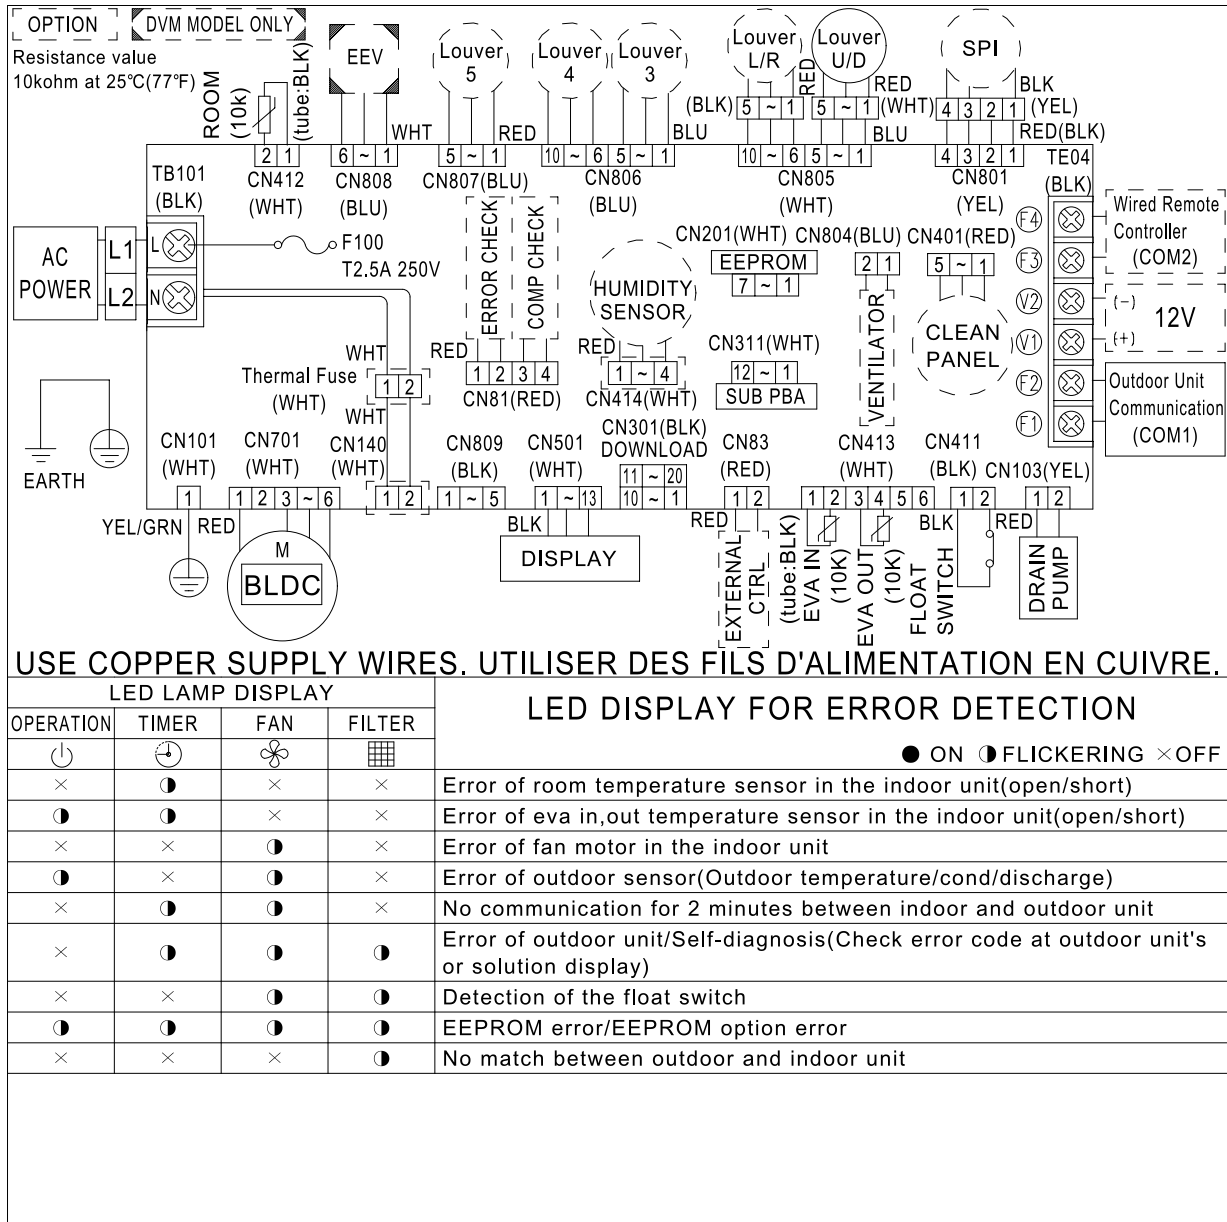 OPTION
DVM MODEL ONLY
Resistance value
10kohm at 25℃(77℉)
ROOM
(10k)
(tube:BLK)
EEV
WHT
Louver
5
RED
Louver
4
Louver
3
BLU
Louver
L/R
Louver
U/D
RED
RED
(BLK) 5 ~ 1
5 ~ 1 (WHT)
BLU
SPI
BLK
4 3 2 1 (YEL)
RED(BLK)
2 1
6 ~ 1
5 ~ 1
10 ~ 6 5 ~ 1
10 ~ 6 5 ~ 1
4 3 2 1
TB101
(BLK)
CN412
(WHT)
CN808
(BLU)
CN807(BLU)
CN806
(BLU)
CN805
(WHT)
CN801
(YEL)
TE04
(BLK)
AC
POWER
L1
L2
L
N
F100
T2.5A 250V
ERROR CHECK
COMP CHECK
RED
1 2 3 4
CN81(RED)
HUMIDITY
SENSOR
RED
1 ~ 4
CN414(WHT)
CN201(WHT)
EEPROM
7 ~ 1
CN311(WHT)
12 ~ 1
SUB PBA
CN804(BLU)
2 1
VENTILATOR
CN401(RED)
5 ~ 1
CLEAN
PANEL
F4
F3
V2
V1
F2
F1
Wired Remote
Controller
(COM2)
(-)
12V
(+)
Outdoor Unit
Communication
(COM1)
WHT
Thermal Fuse
(WHT)
1 2
WHT
EARTH
CN101
(WHT)
1
YEL/GRN
CN701
(WHT)
1 2 3 ~ 6
RED
M
BLDC
CN140
(WHT)
1 2
CN809
(BLK)
1 ~ 5
CN501
(WHT)
1 ~ 13
BLK
DISPLAY
CN301(BLK)
DOWNLOAD
11 ~ 20
10 ~ 1
CN83
(RED)
1 2
RED
EXTERNAL
CTRL
CN413
(WHT)
1 2 3 4 5 6
(tube:BLK)
EVA IN
(10K)
EVA OUT
(10K)
CN411
(BLK)
1 2
BLK
FLOAT
SWITCH
CN103(YEL)
1 2
RED
DRAIN
PUMP
USE COPPER SUPPLY WIRES. UTILISER DES FILS D'ALIMENTATION EN CUIVRE.
LED LAMP DISPLAY
LED DISPLAY FOR ERROR DETECTION
OPERATION TIMER FAN FILTER
● ON ◑ FLICKERING ×OFF
× ◑ × × Error of room temperature sensor in the indoor unit(open/short)
◑ ◑ × × Error of eva in,out temperature sensor in the indoor unit(open/short)
× × ◑ × Error of fan motor in the indoor unit
◑ × ◑ × Error of outdoor sensor(Outdoor temperature/cond/discharge)
× ◑ ◑ × No communication for 2 minutes between indoor and outdoor unit
× ◑ ◑ ◑ Error of outdoor unit/Self-diagnosis(Check error code at outdoor unit's
or solution display)
× × ◑ ◑ Detection of the float switch
◑ ◑ ◑ ◑ EEPROM error/EEPROM option error
× × × ◑ No match between outdoor and indoor unit